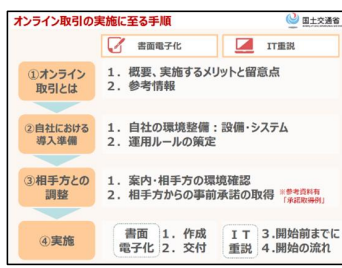 オンライン取引の実施に至る手順
国土交通省
書面電子化
IT重説
①オンライン
取引とは
1. 概要、実施するメリットと留意点
2. 参考情報
②自社における
導入準備
1. 自社の環境整備：設備・システム
2. 運用ルールの策定
③相手方との
調整
1. 案内・相手方の環境確認
2. 相手方からの事前承諾の取得
※参考資料有
「承諾取得例」
④実施
書面
電子化
1. 作成
2. 交付
IT
重説
3.開始前までに
4.開始の流れ